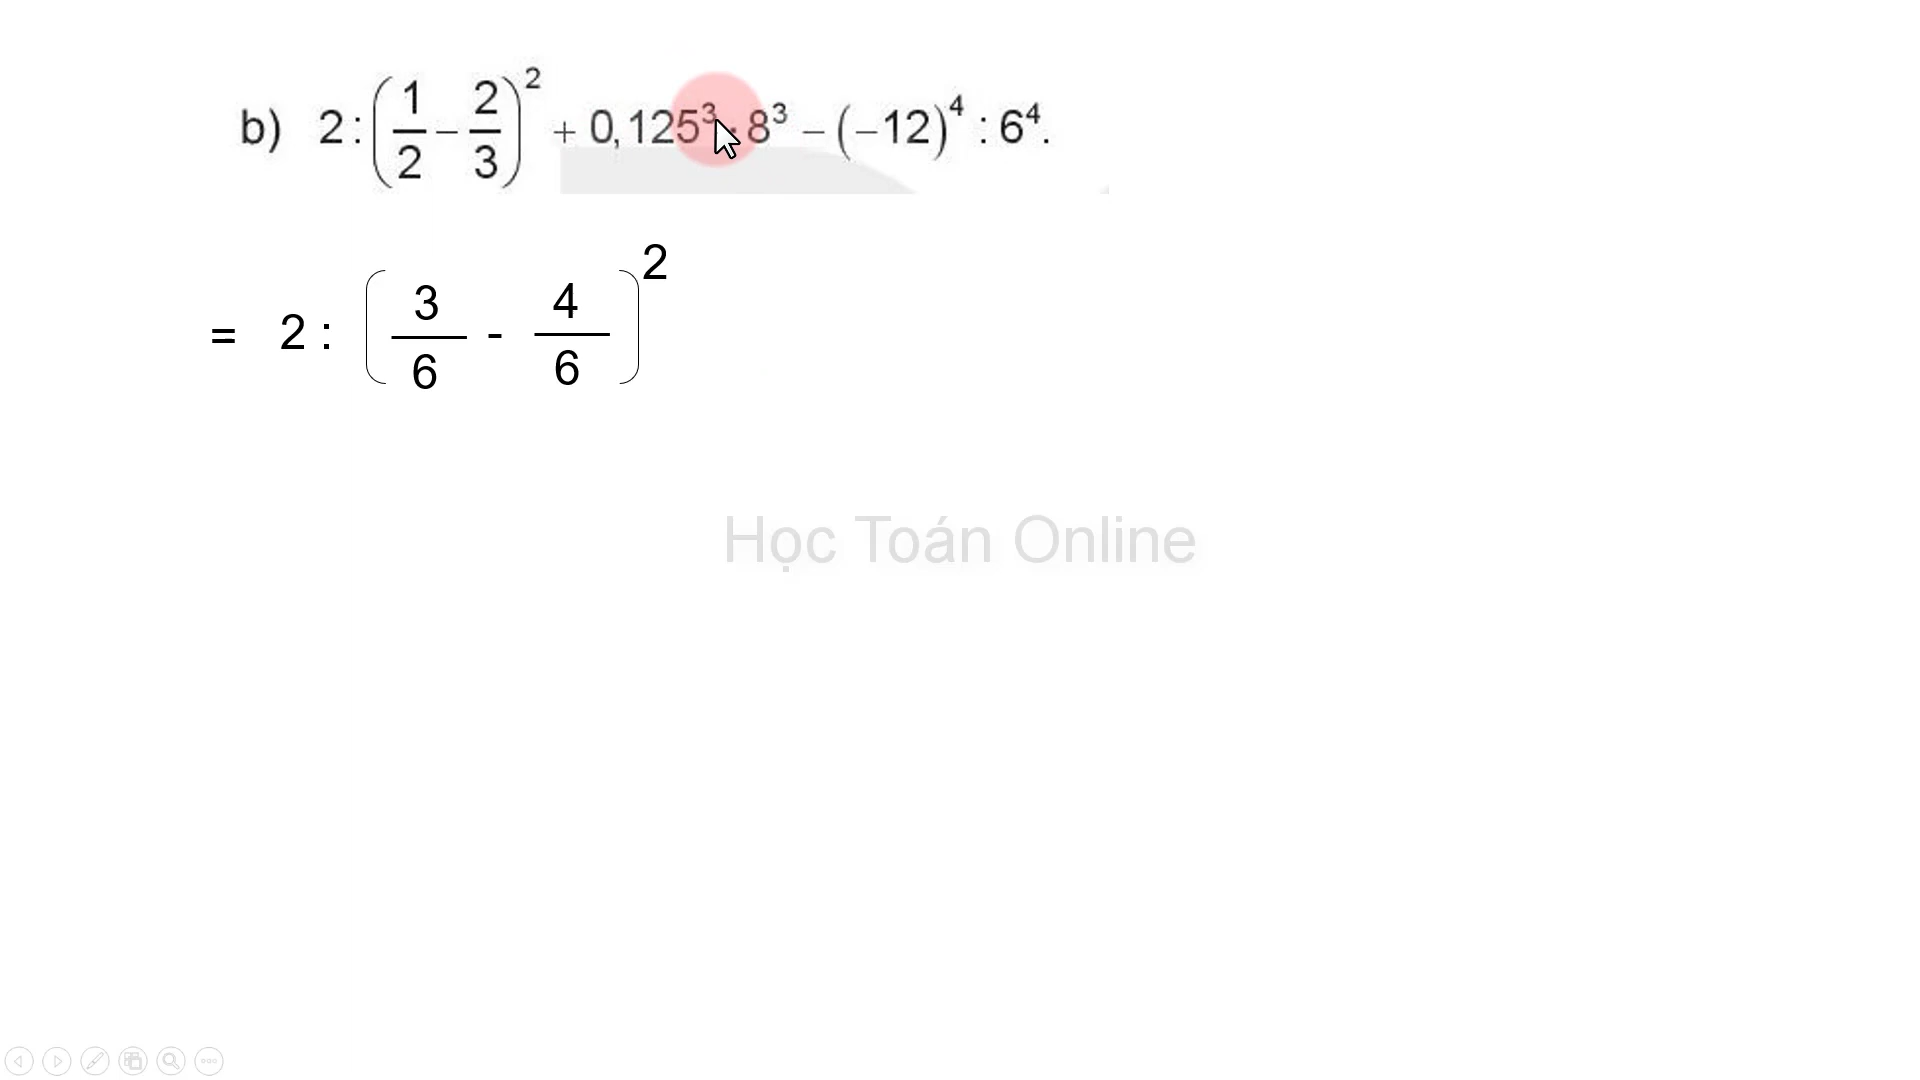 b) 2 : (1/2 − 2/3)² + 0,125³ · 8³ − (−12)⁴ : 6⁴.
= 2 : (3/6 - 4/6)²
Học Toán Online